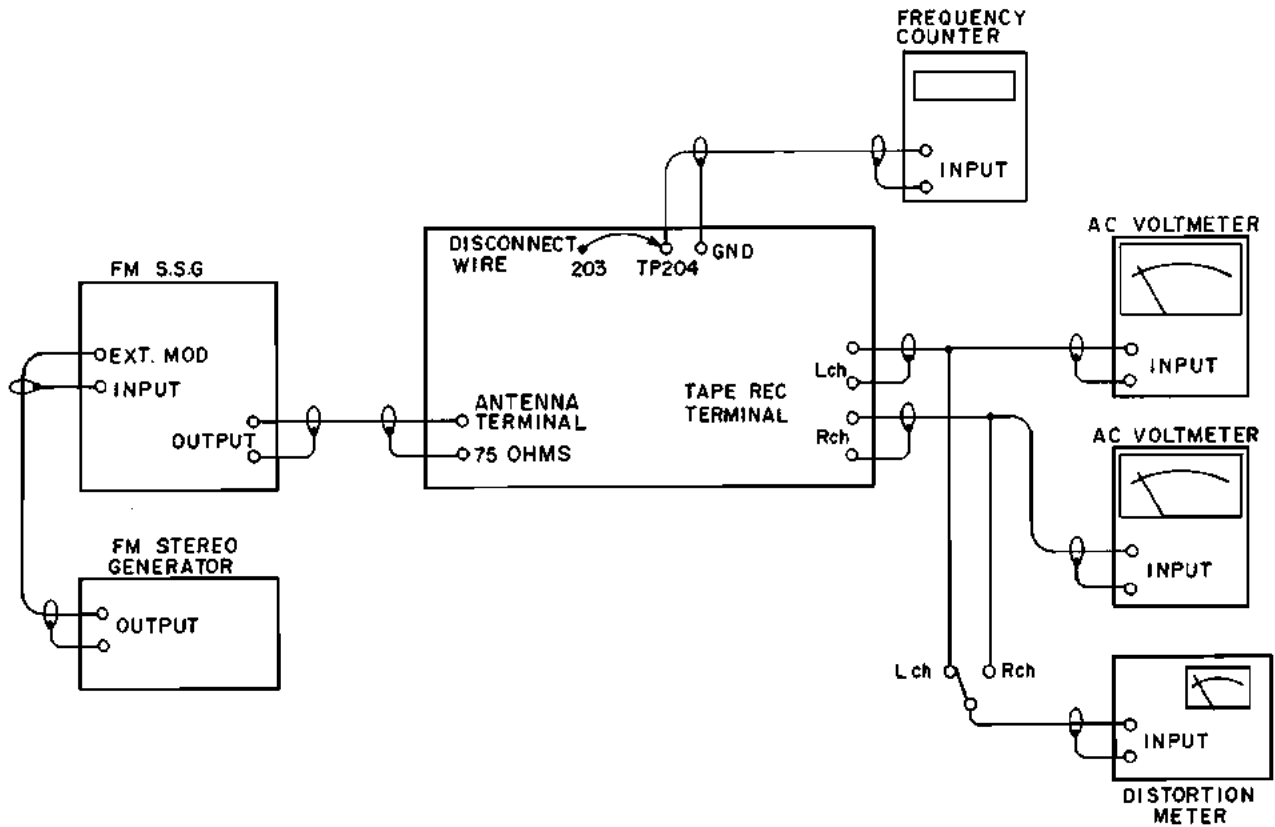 FREQUENCY
COUNTER
INPUT
DISCONNECT
WIRE
203
TP204
GND
FM S.S.G
EXT. MOD
INPUT
OUTPUT
ANTENNA
TERMINAL
75 OHMS
TAPE REC
TERMINAL
Lch
Rch
AC VOLTMETER
INPUT
AC VOLTMETER
INPUT
FM STEREO
GENERATOR
OUTPUT
Lch
Rch
INPUT
DISTORTION
METER